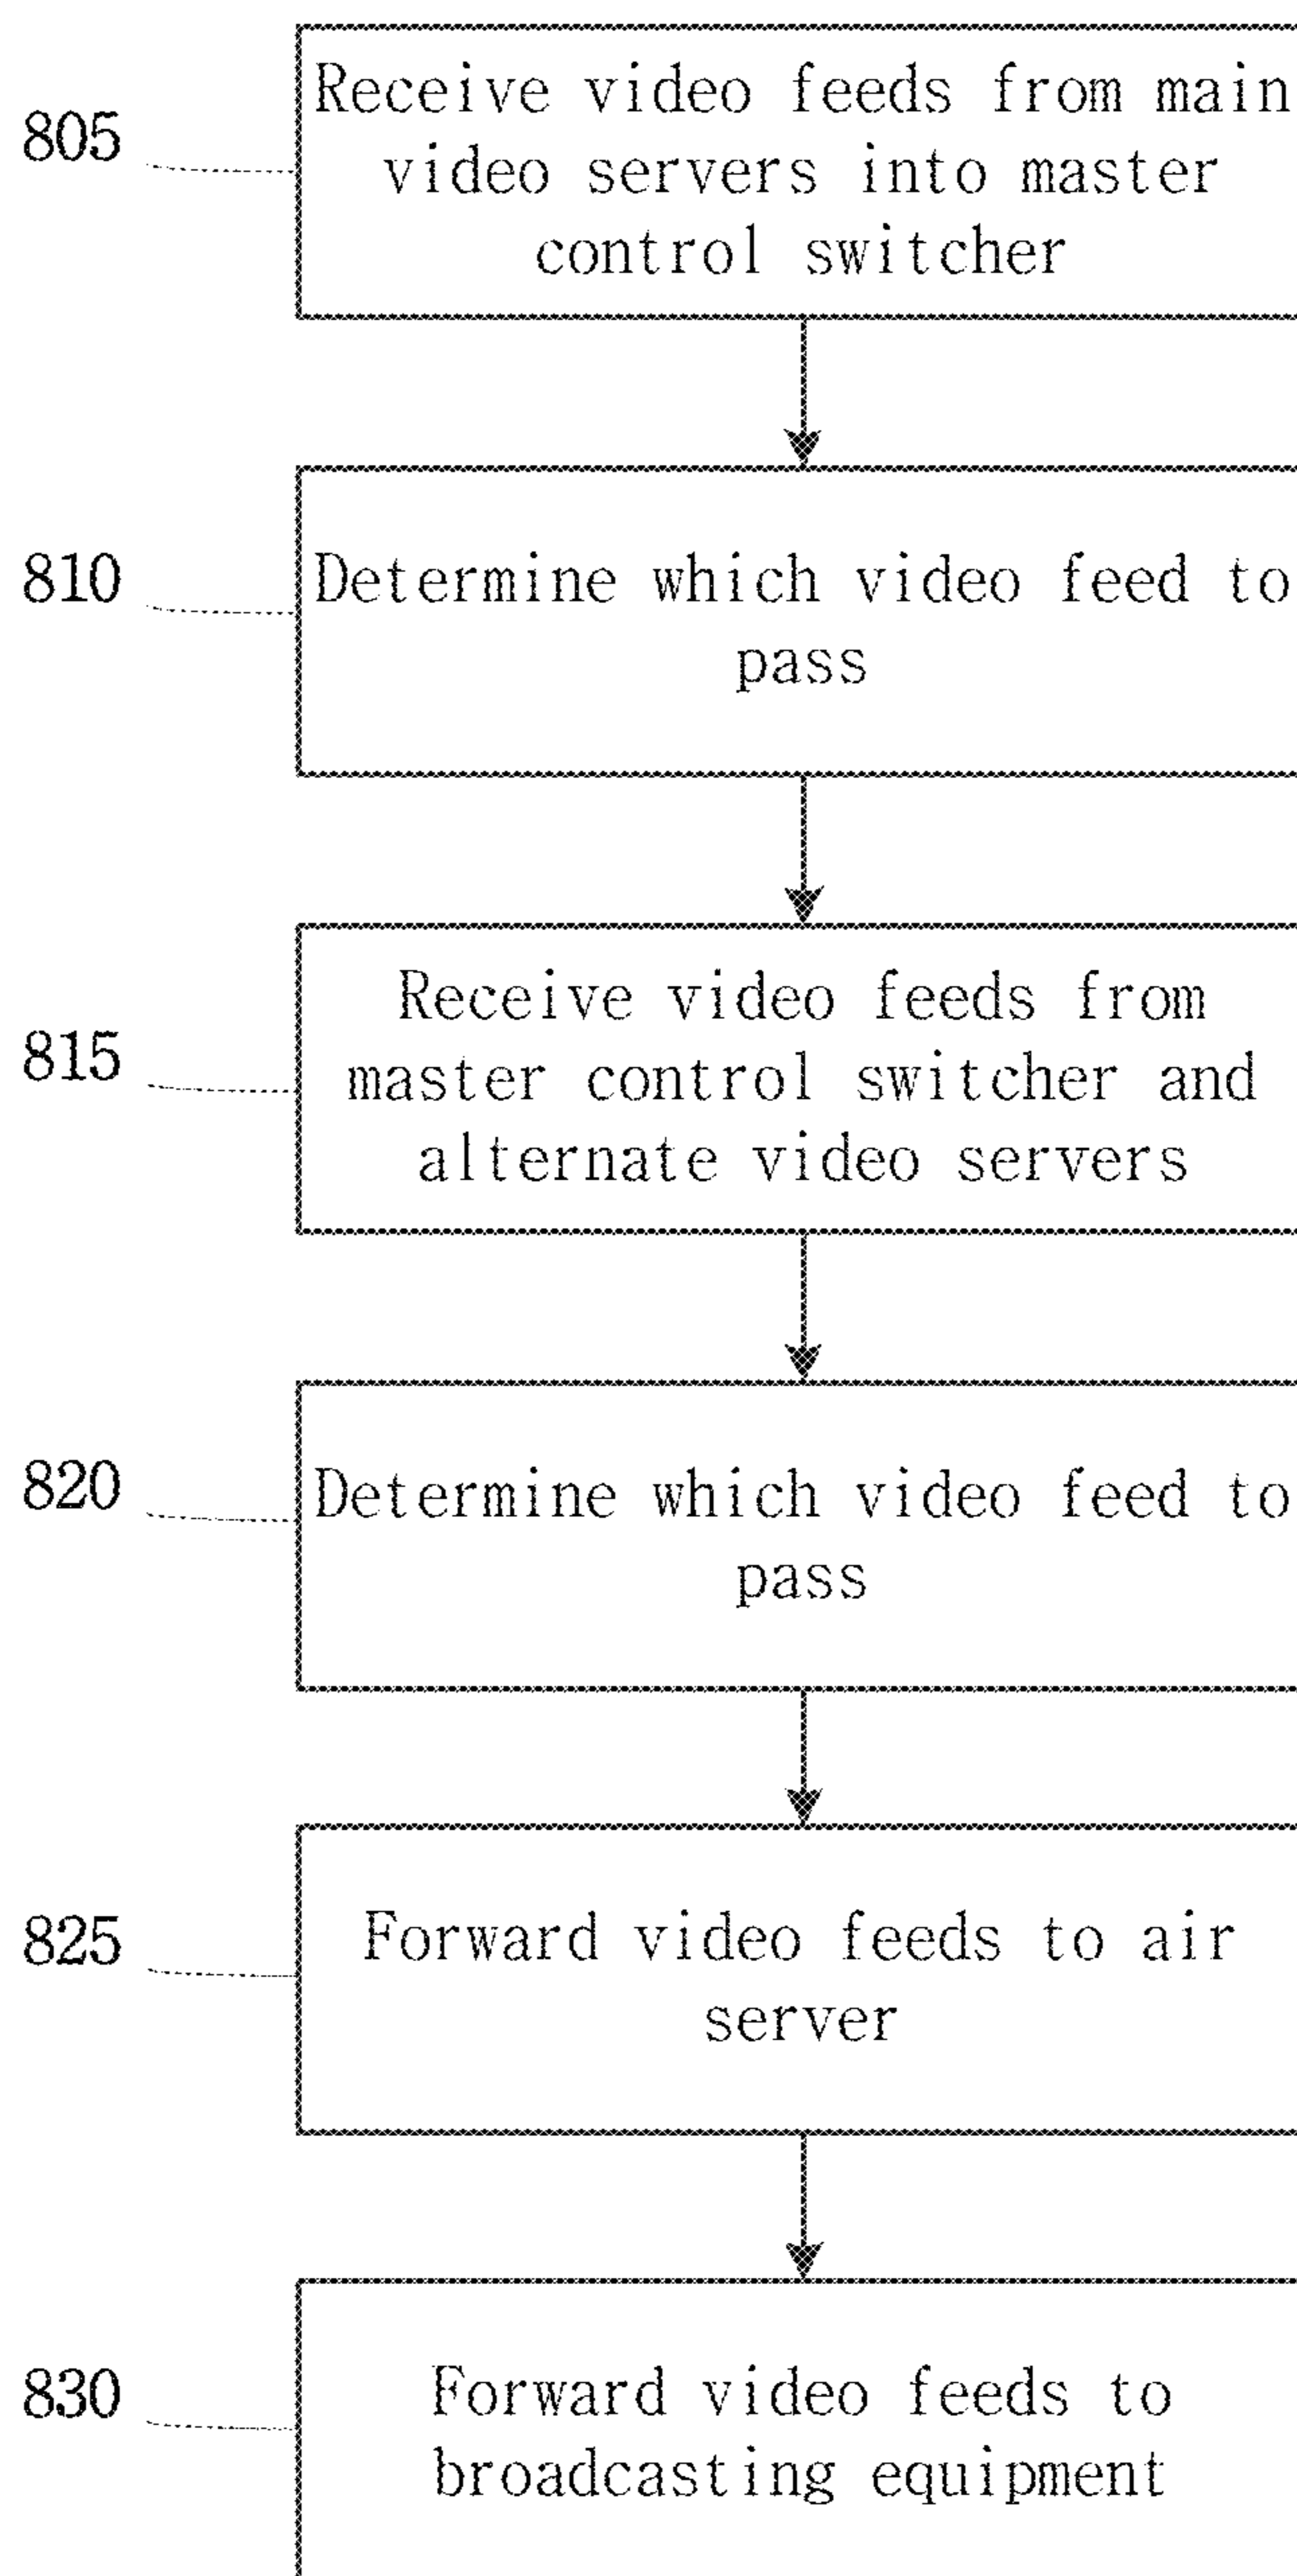 805
Receive video feeds from main
video servers into master
control switcher
810
Determine which video feed to
pass
815
Receive video feeds from
master control switcher and
alternate video servers
820
Determine which video feed to
pass
825
Forward video feeds to air
server
830
Forward video feeds to
broadcasting equipment